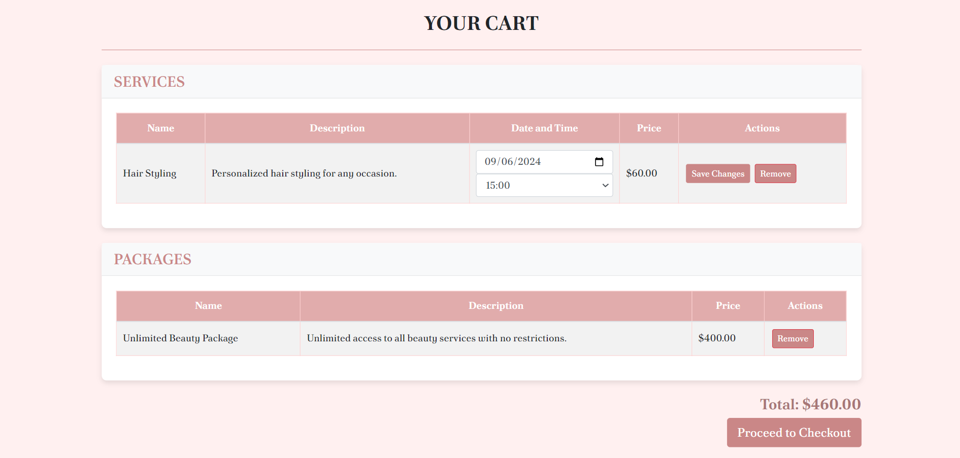 YOUR CART
SERVICES
Name Description Date and Time Price Actions
Hair Styling Personalized hair styling for any occasion. 09/06/2024 15:00 $60.00 Save Changes Remove
PACKAGES
Name Description Price Actions
Unlimited Beauty Package Unlimited access to all beauty services with no restrictions. $400.00 Remove
Total: $460.00
Proceed to Checkout